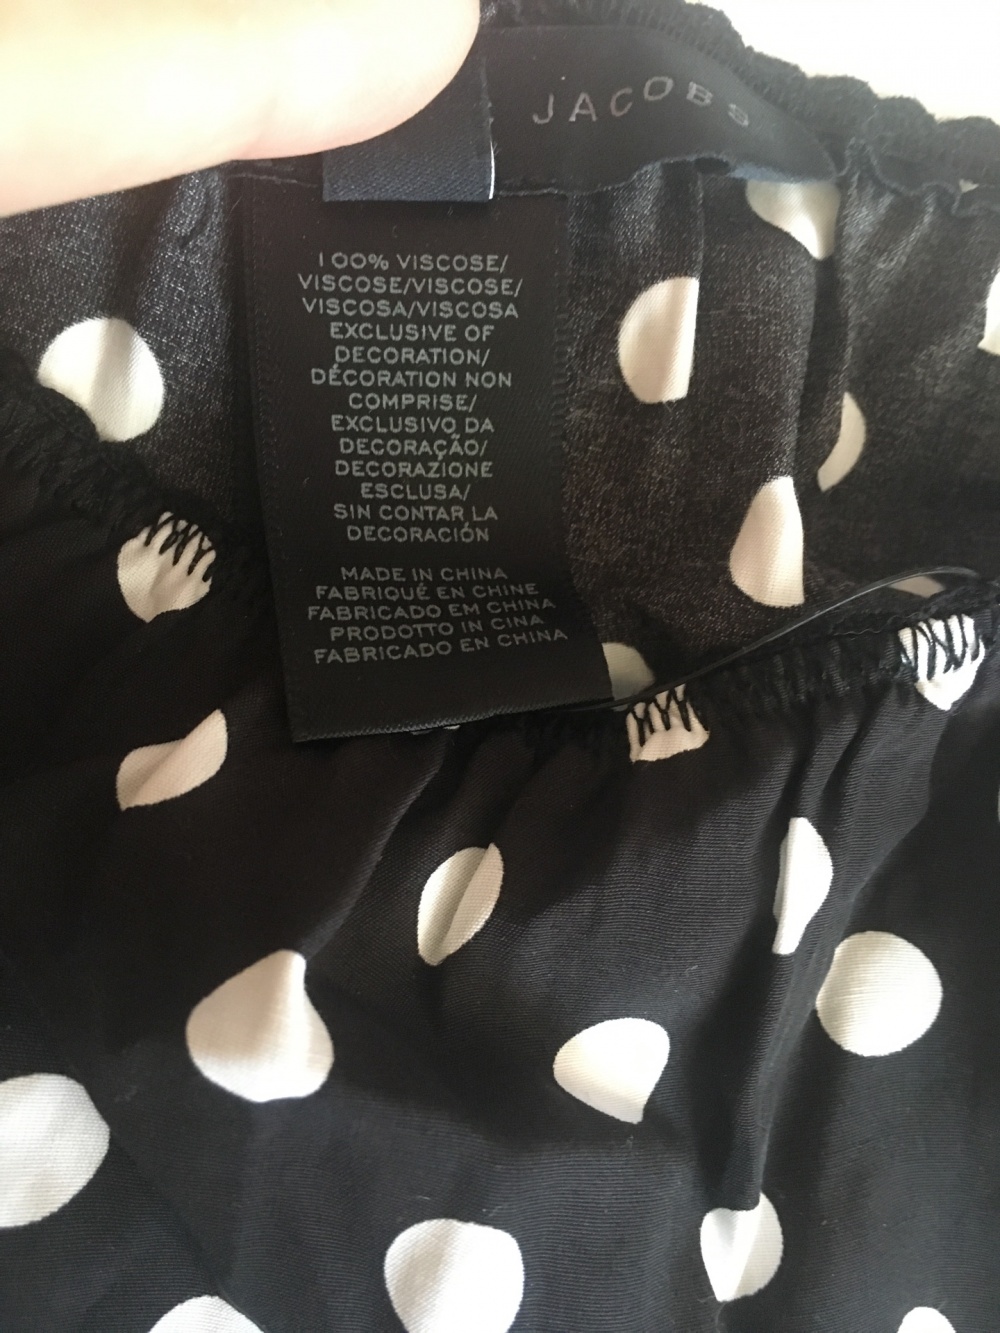 JACOBS
100% VISCOSE/
VISCOSE/VISCOSE/
VISCOSA/VISCOSA
EXCLUSIVE OF
DECORATION/
DÉCORATION NON
COMPRISE/
EXCLUSIVO DA
DECORAÇÃO/
DECORAZIONE
ESCLUSA/
SIN CONTAR LA
DECORACIÓN
MADE IN CHINA
FABRIQUÉ EN CHINE
FABRICADO EM CHINA
PRODOTTO IN CINA
FABRICADO EN CHINA